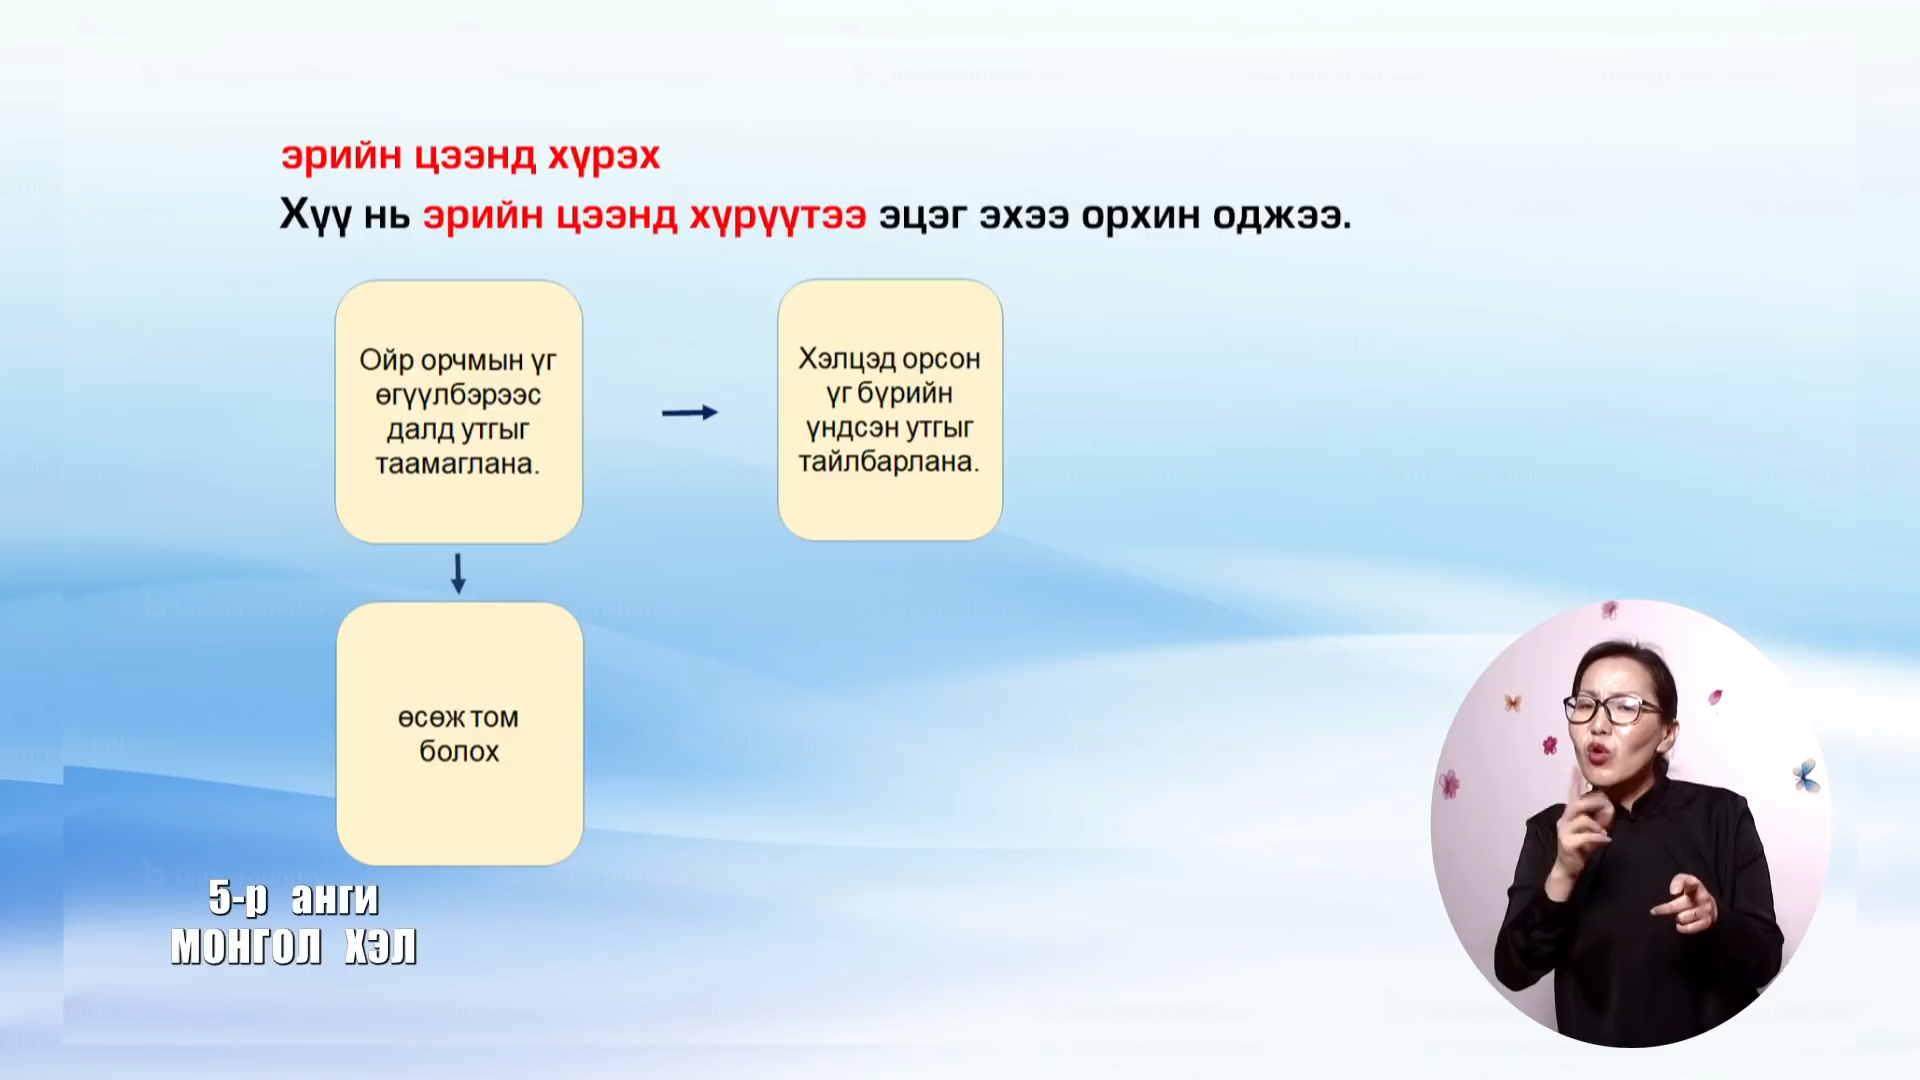 эрийн цээнд хүрэх
Хүү нь эрийн цээнд хүрүүтээ эцэг эхээ орхин оджээ.
Ойр орчмын үг
өгүүлбэрээс
далд утгыг
таамаглана.
Хэлцэд орсон
үг бүрийн
үндсэн утгыг
тайлбарлана.
өсөж том
болох
5-р анги
МОНГОЛ ХЭЛ